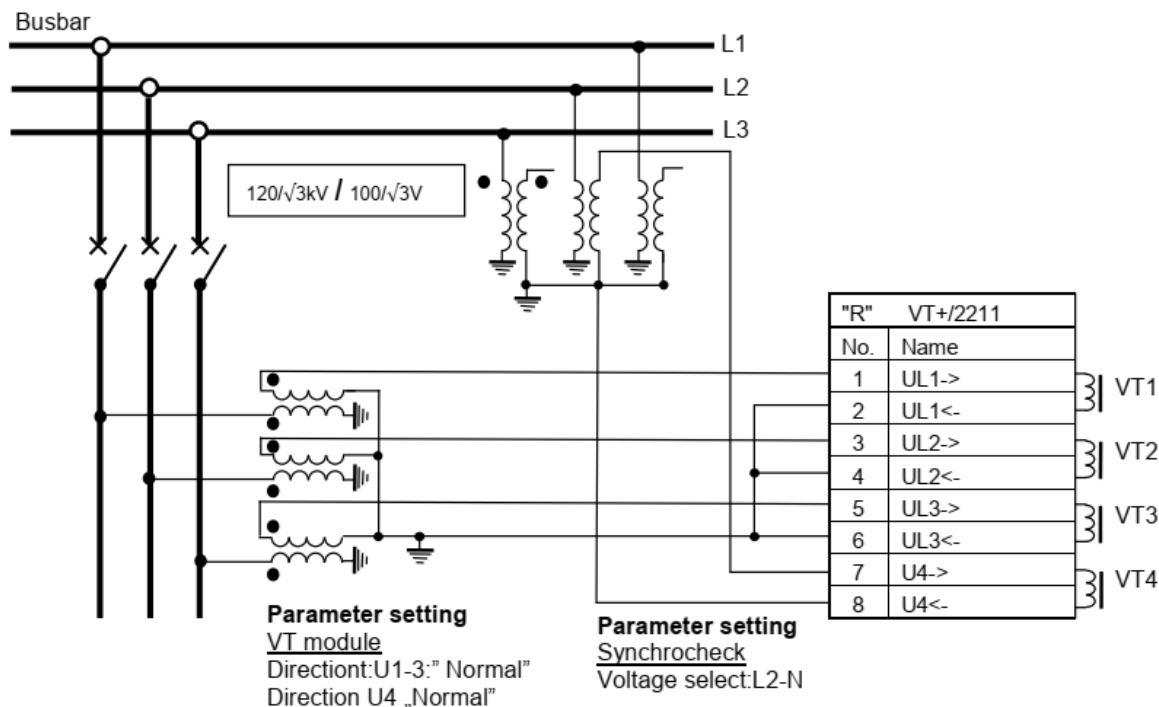 Busbar
L1
L2
L3
120/√3kV / 100/√3V
"R" VT+/2211
No. Name
1 UL1->
2 UL1<-
3 UL2->
4 UL2<-
5 UL3->
6 UL3<-
7 U4->
8 U4<-
VT1
VT2
VT3
VT4
Parameter setting
VT module
Directiont:U1-3:” Normal”
Direction U4 „Normal”
Parameter setting
Synchrocheck
Voltage select:L2-N